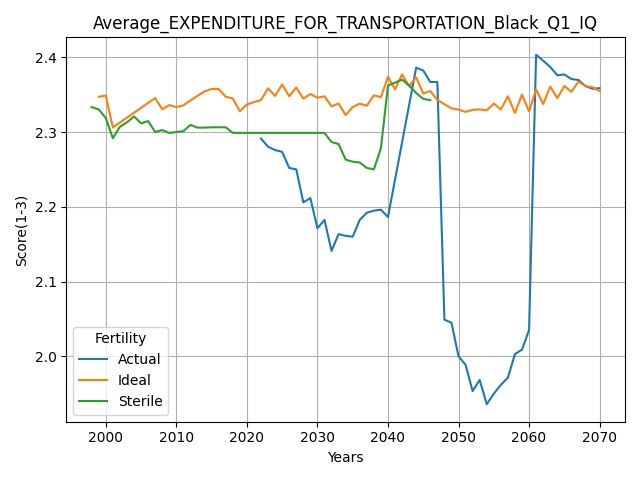 Average_EXPENDITURE_FOR_TRANSPORTATION_Black_Q1_IQ
Score(1-3)
2.4
2.3
2.2
2.1
2.0
Fertility
Actual
Ideal
Sterile
2000 2010 2020 2030 2040 2050 2060 2070
Years